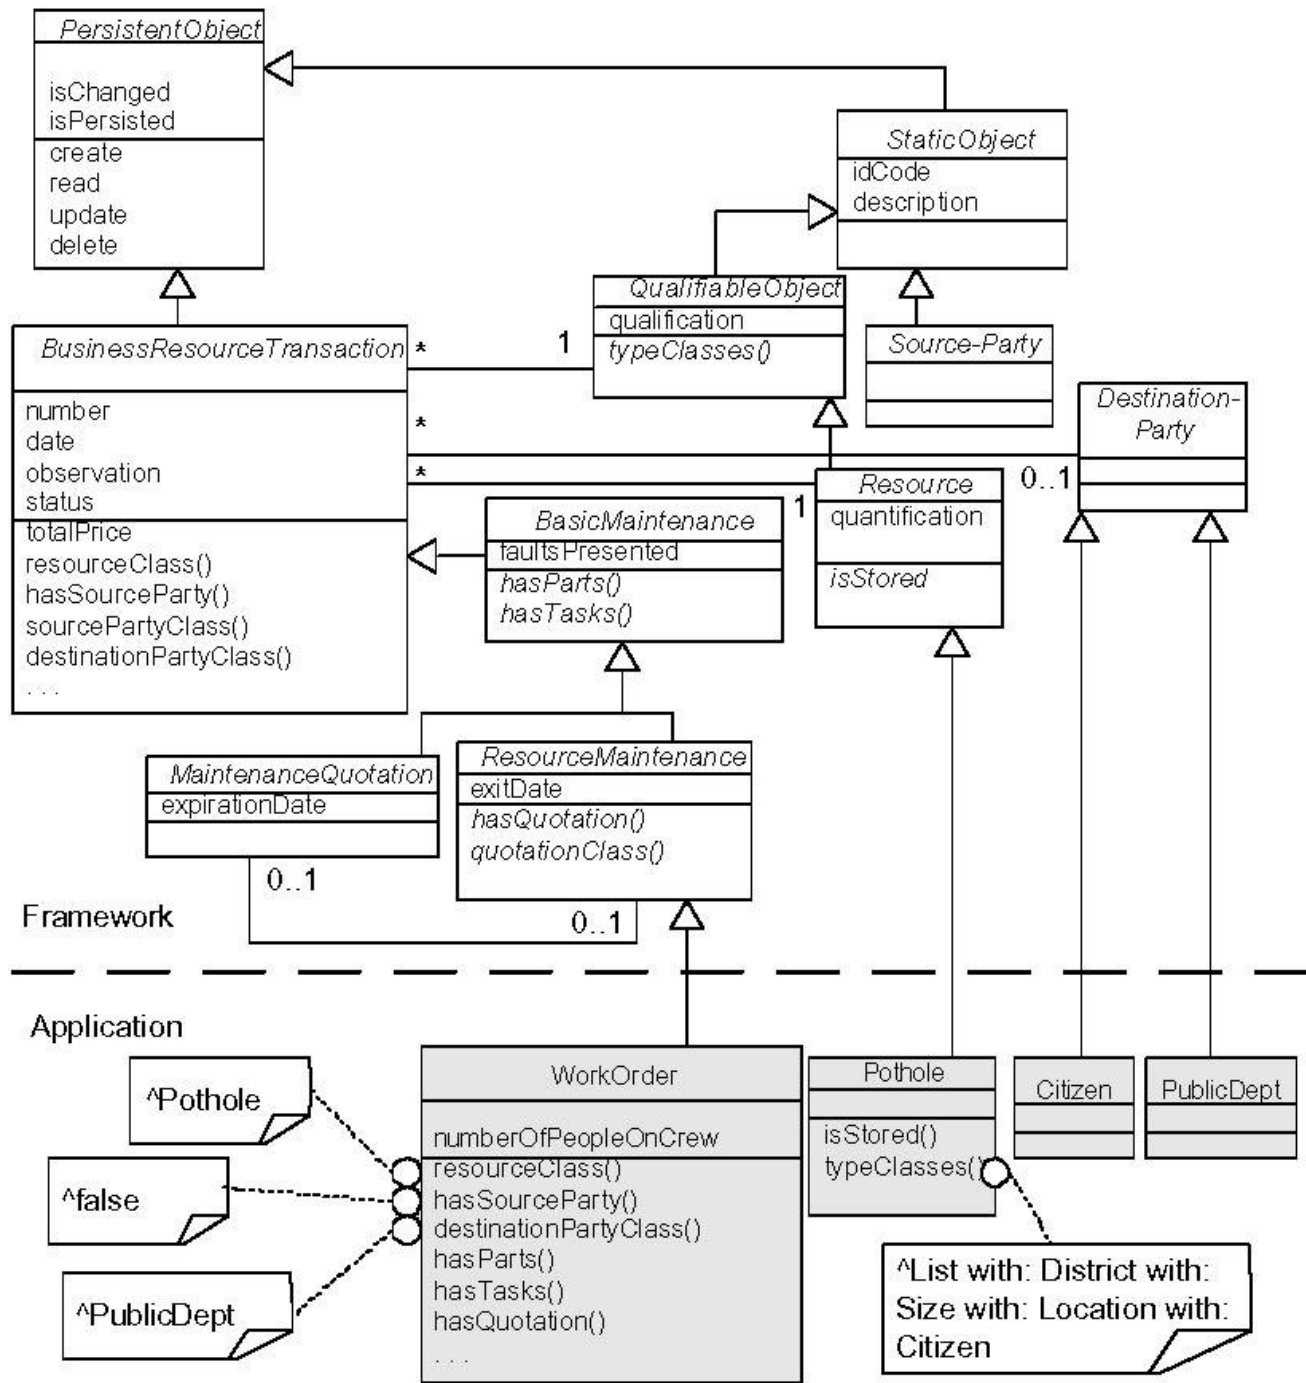 PersistentObject
isChanged
isPersisted
create
read
update
delete
StaticObject
idCode
description
QualifiableObject
qualification
typeClasses()
Source-Party
Destination-
Party
BusinessResourceTransaction
number
date
observation
status
totalPrice
resourceClass()
hasSourceParty()
sourcePartyClass()
destinationPartyClass()
. . .
*
1
*
0..1
*
1
Resource
quantification
isStored
BasicMaintenance
faultsPresented
hasParts()
hasTasks()
MaintenanceQuotation
expirationDate
ResourceMaintenance
exitDate
hasQuotation()
quotationClass()
0..1
0..1
Framework
Application
^Pothole
^false
^PublicDept
WorkOrder
numberOfPeopleOnCrew
resourceClass()
hasSourceParty()
destinationPartyClass()
hasParts()
hasTasks()
hasQuotation()
. . .
Pothole
isStored()
typeClasses()
Citizen
PublicDept
^List with: District with:
Size with: Location with:
Citizen